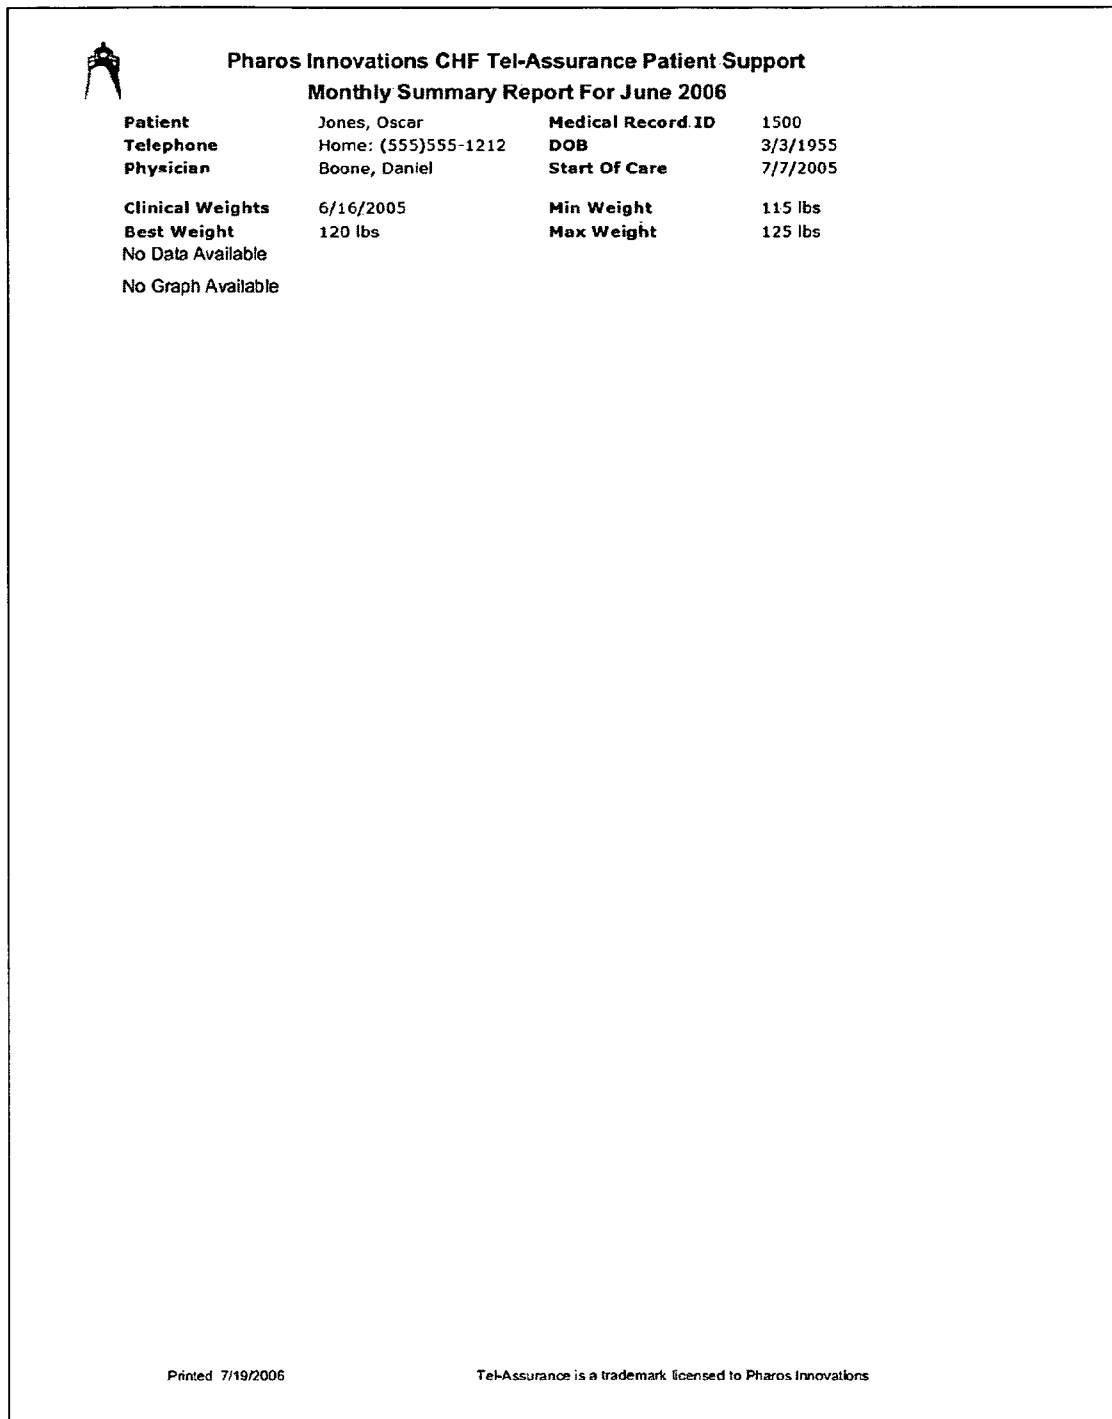 Pharos Innovations CHF Tel-Assurance Patient Support
Monthly Summary Report For June 2006
Patient Jones, Oscar Medical Record ID 1500
Telephone Home: (555)555-1212 DOB 3/3/1955
Physician Boone, Daniel Start Of Care 7/7/2005
Clinical Weights 6/16/2005 Min Weight 115 lbs
Best Weight 120 lbs Max Weight 125 lbs
No Data Available
No Graph Available
Printed 7/19/2006 Tel-Assurance is a trademark licensed to Pharos Innovations